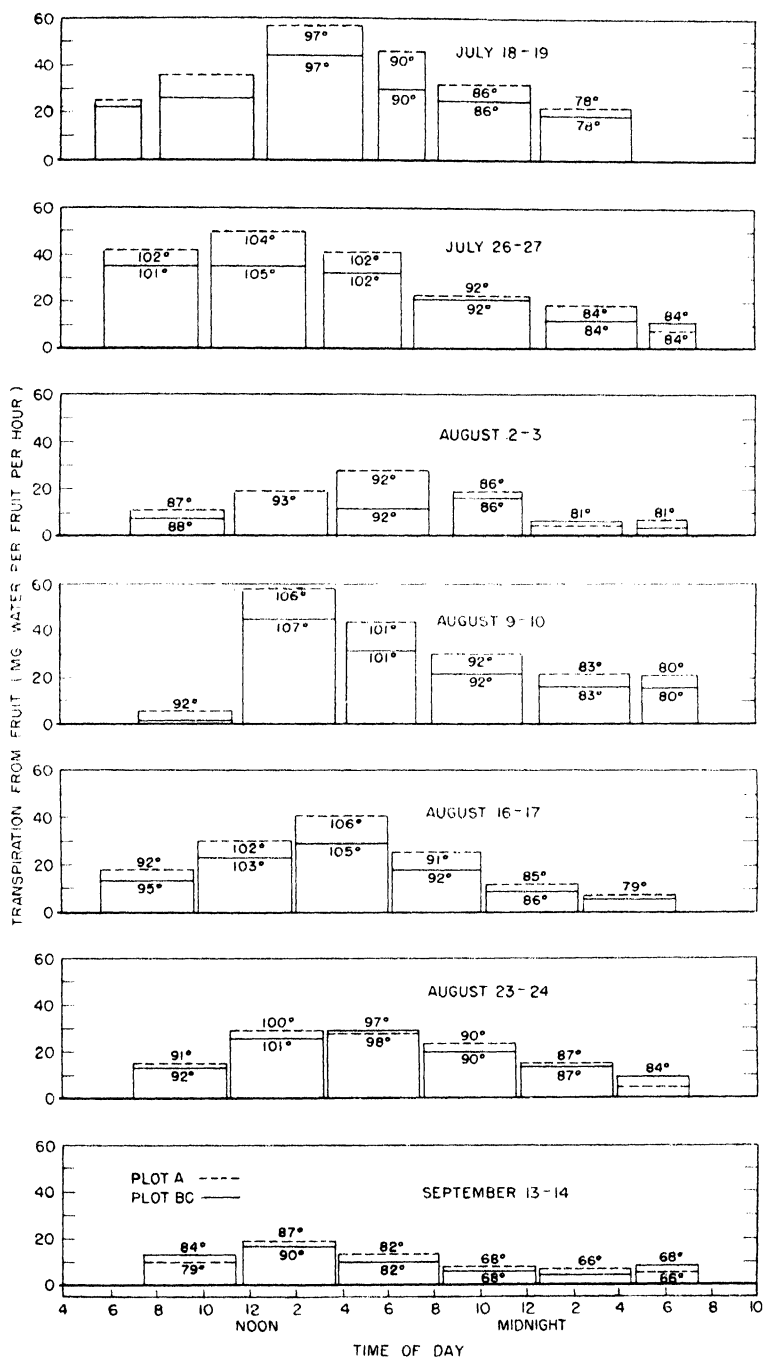 TRANSPIRATION FROM FRUIT (MG WATER PER FRUIT PER HOUR)
60
40
20
0
JULY 18-19
97° 90° 86° 78°
97° 90° 86° 78°
60
40
20
0
JULY 26-27
102° 104° 102° 92° 84° 84°
101° 105° 102° 92° 84° 84°
60
40
20
0
AUGUST 2-3
87° 93° 92° 86° 81° 81°
88° 92° 86°
60
40
20
0
AUGUST 9-10
92° 106° 101° 92° 83° 80°
107° 101° 92° 83° 80°
60
40
20
0
AUGUST 16-17
92° 102° 106° 91° 85° 79°
95° 103° 105° 92° 86°
60
40
20
0
AUGUST 23-24
91° 100° 97° 90° 87° 84°
92° 101° 98° 90° 87°
60
40
20
0
PLOT A
PLOT BC
SEPTEMBER 13-14
84° 87° 82° 68° 66° 68°
79° 90° 82° 68° 66°
4 6 8 10 12 2 4 6 8 10 12 2 4 6 8 10
NOON MIDNIGHT
TIME OF DAY